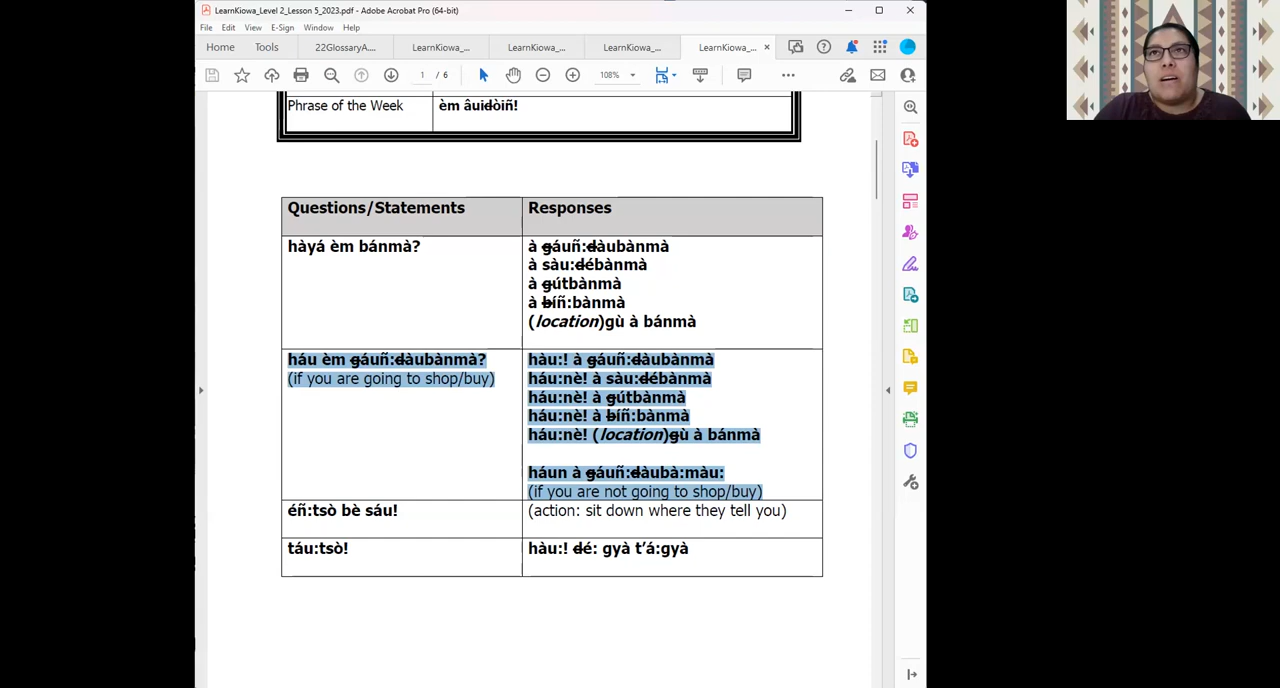 LearnKiowa_Level 2_Lesson 5_2023.pdf - Adobe Acrobat Pro (64-bit)
File Edit View E-Sign Window Help
Home Tools 22GlossaryA.... LearnKiowa_... LearnKiowa_... LearnKiowa_... LearnKiowa_...
1 / 6 108%
Phrase of the Week èm âuid̶òiñ!
Questions/Statements Responses
hàyá èm bánmà? à g̶áuñ:d̶àubànmà
à sàu:d̶ébànmà
à g̶útbànmà
à b̶íñ:bànmà
(location)gù à bánmà
háu èm g̶áuñ:d̶àubànmà? hàu:! à g̶áuñ:d̶àubànmà
(if you are going to shop/buy) háu:nè! à sàu:d̶ébànmà
háu:nè! à g̶útbànmà
háu:nè! à b̶íñ:bànmà
háu:nè! (location)g̶ù à bánmà
háun à g̶áuñ:d̶àubà:màu:
(if you are not going to shop/buy)
éñ:tsò bè sáu! (action: sit down where they tell you)
táu:tsò! hàu:! d̶é: gyà t’á:gyà